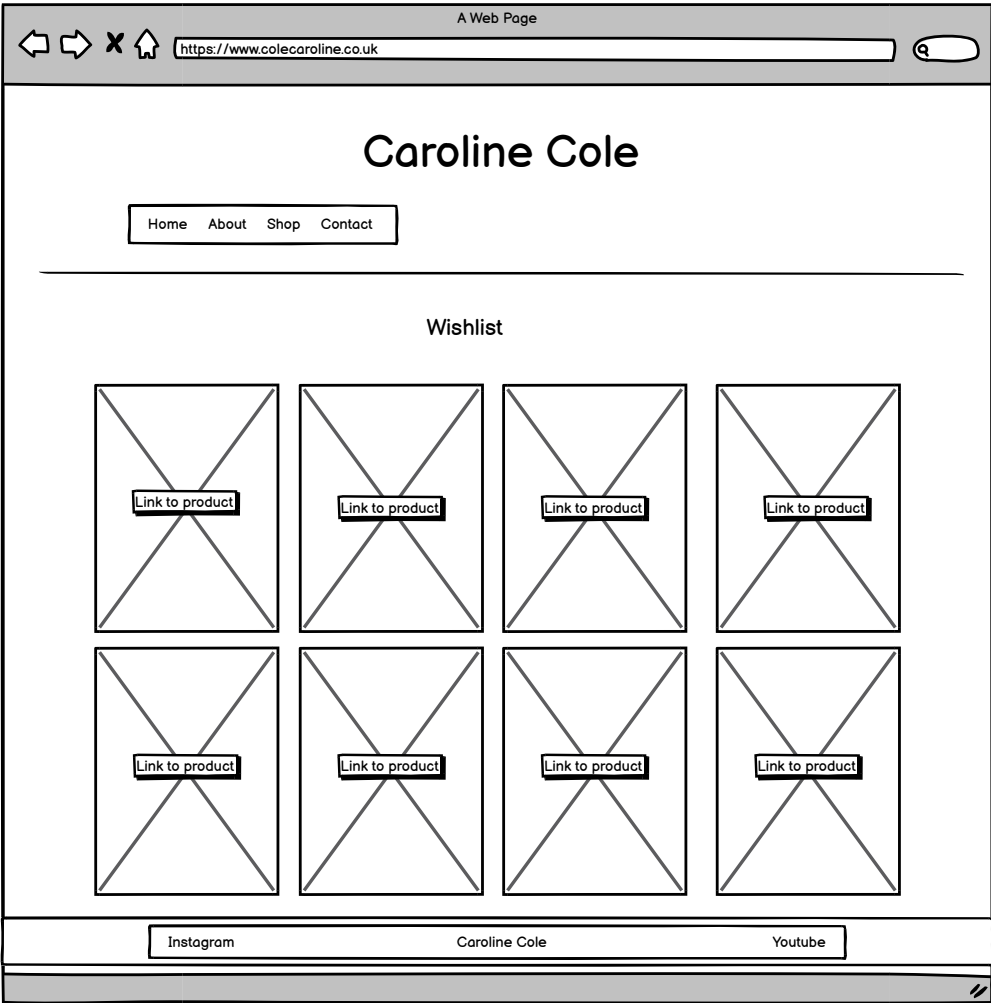 A Web Page
https://www.colecaroline.co.uk
Caroline Cole
Home About Shop Contact
Wishlist
Link to product Link to product Link to product Link to product
Link to product Link to product Link to product Link to product
Instagram Caroline Cole Youtube